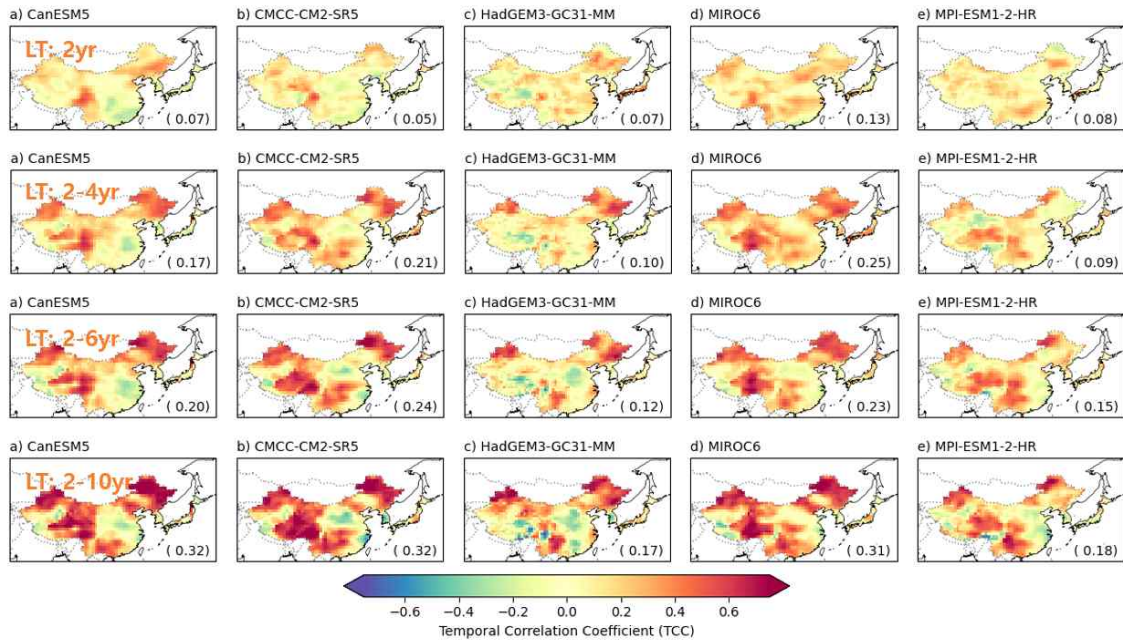 a) CanESM5
b) CMCC-CM2-SR5
c) HadGEM3-GC31-MM
d) MIROC6
e) MPI-ESM1-2-HR
LT: 2yr
( 0.07)
( 0.05)
( 0.07)
( 0.13)
( 0.08)
a) CanESM5
b) CMCC-CM2-SR5
c) HadGEM3-GC31-MM
d) MIROC6
e) MPI-ESM1-2-HR
LT: 2-4yr
( 0.17)
( 0.21)
( 0.10)
( 0.25)
( 0.09)
a) CanESM5
b) CMCC-CM2-SR5
c) HadGEM3-GC31-MM
d) MIROC6
e) MPI-ESM1-2-HR
LT: 2-6yr
( 0.20)
( 0.24)
( 0.12)
( 0.23)
( 0.15)
a) CanESM5
b) CMCC-CM2-SR5
c) HadGEM3-GC31-MM
d) MIROC6
e) MPI-ESM1-2-HR
LT: 2-10yr
( 0.32)
( 0.32)
( 0.17)
( 0.31)
( 0.18)
−0.6 −0.4 −0.2 0.0 0.2 0.4 0.6
Temporal Correlation Coefficient (TCC)